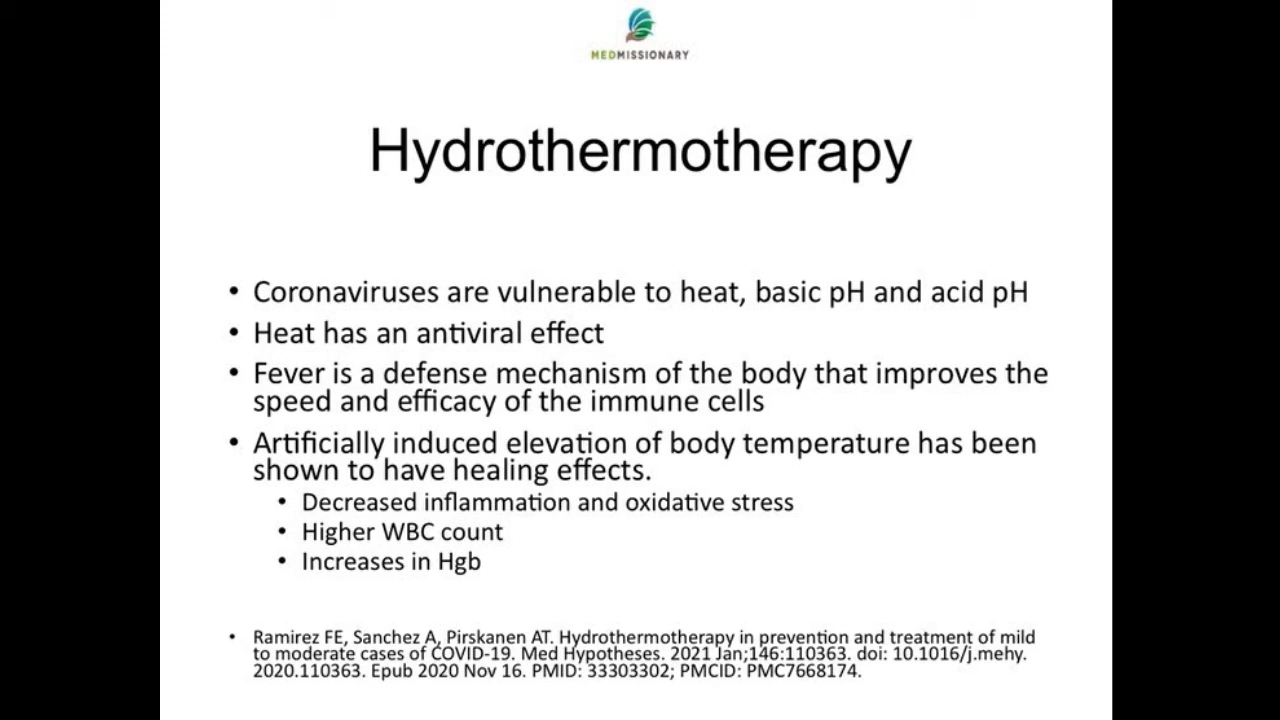 MEDMISSIONARY
Hydrothermotherapy
• Coronaviruses are vulnerable to heat, basic pH and acid pH
• Heat has an antiviral effect
• Fever is a defense mechanism of the body that improves the
speed and efficacy of the immune cells
• Artificially induced elevation of body temperature has been
shown to have healing effects.
• Decreased inflammation and oxidative stress
• Higher WBC count
• Increases in Hgb
• Ramirez FE, Sanchez A, Pirskanen AT. Hydrothermotherapy in prevention and treatment of mild
to moderate cases of COVID-19. Med Hypotheses. 2021 Jan;146:110363. doi: 10.1016/j.mehy.
2020.110363. Epub 2020 Nov 16. PMID: 33303302; PMCID: PMC7668174.